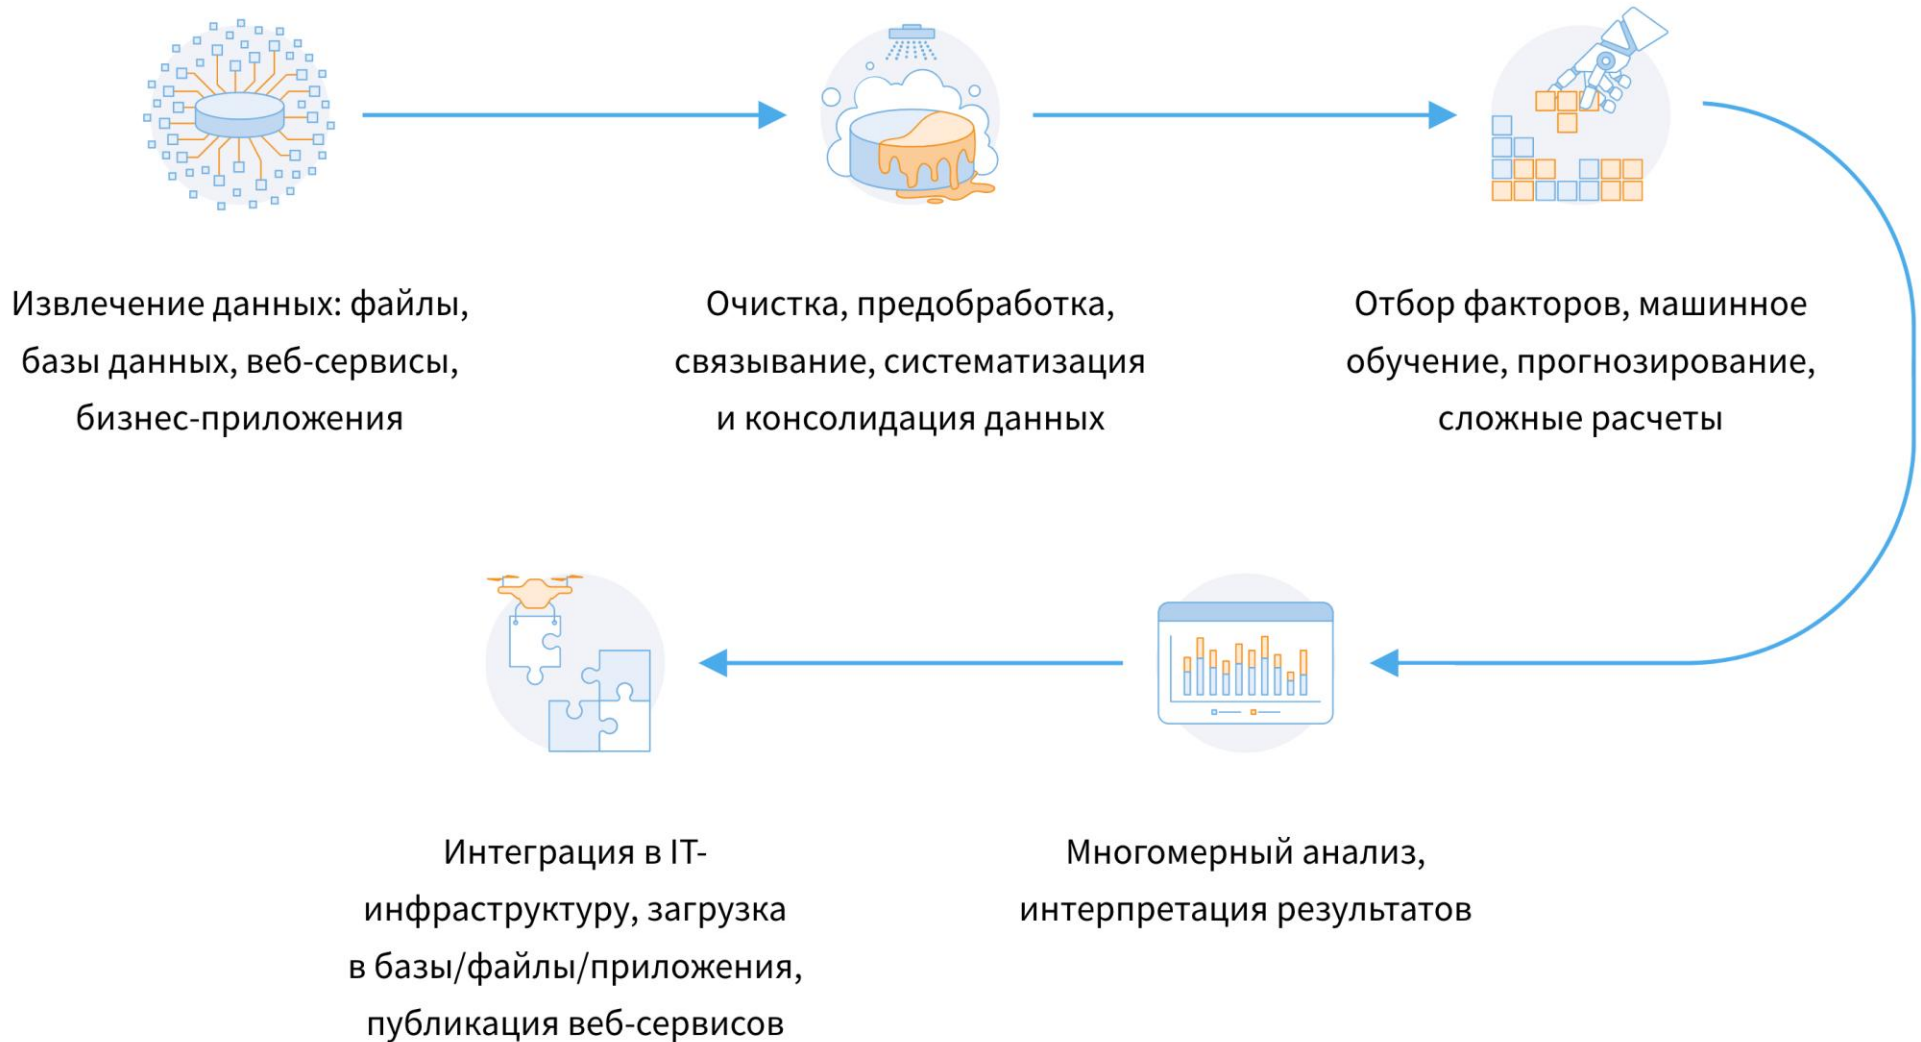 Извлечение данных: файлы,
базы данных, веб-сервисы,
бизнес-приложения
Очистка, предобработка,
связывание, систематизация
и консолидация данных
Отбор факторов, машинное
обучение, прогнозирование,
сложные расчеты
Многомерный анализ,
интерпретация результатов
Интеграция в IT-
инфраструктуру, загрузка
в базы/файлы/приложения,
публикация веб-сервисов